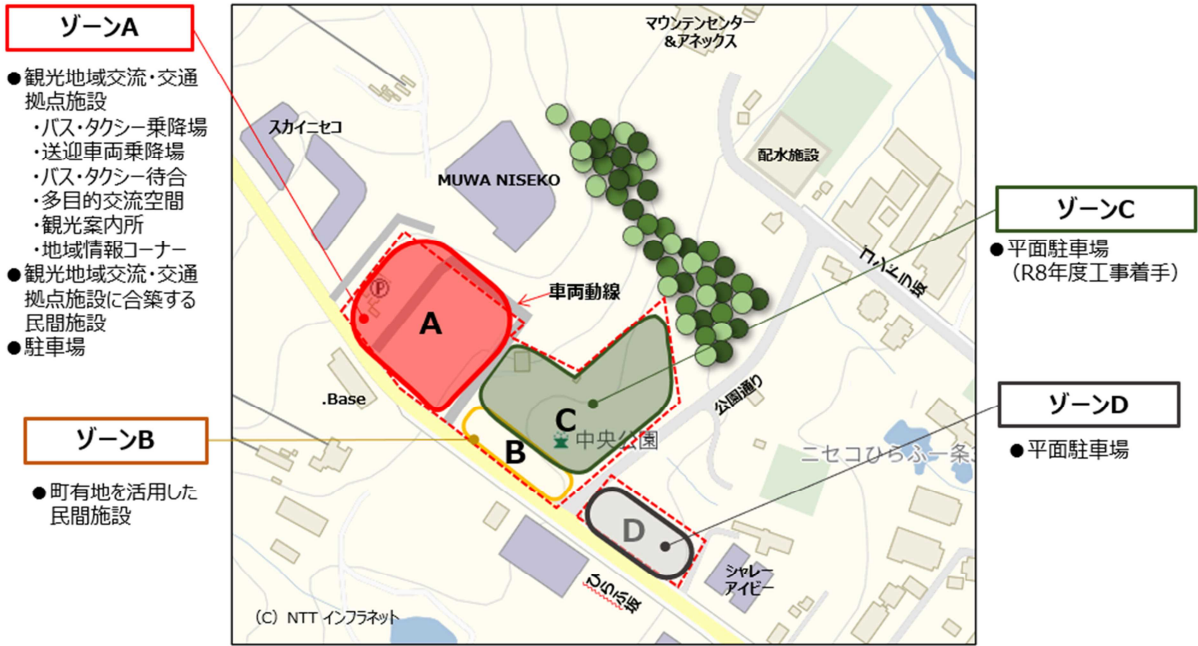 ゾーンA
●観光地域交流・交通
拠点施設
・バス・タクシー乗降場
・送迎車両乗降場
・バス・タクシー待合
・多目的交流空間
・観光案内所
・地域情報コーナー
●観光地域交流・交通
拠点施設に合築する
民間施設
●駐車場
ゾーンB
●町有地を活用した
民間施設
マウンテンセンター
&アネックス
スカイニセコ
MUWA NISEKO
配水施設
ゴンドラ坂
車両動線
P
A
.Base
C
中央公園
B
公園通り
ニセコひらふ一条
D
シャレー
アイビー
ひらふ坂
(C) NTT インフラネット
ゾーンC
●平面駐車場
(R8年度工事着手)
ゾーンD
●平面駐車場